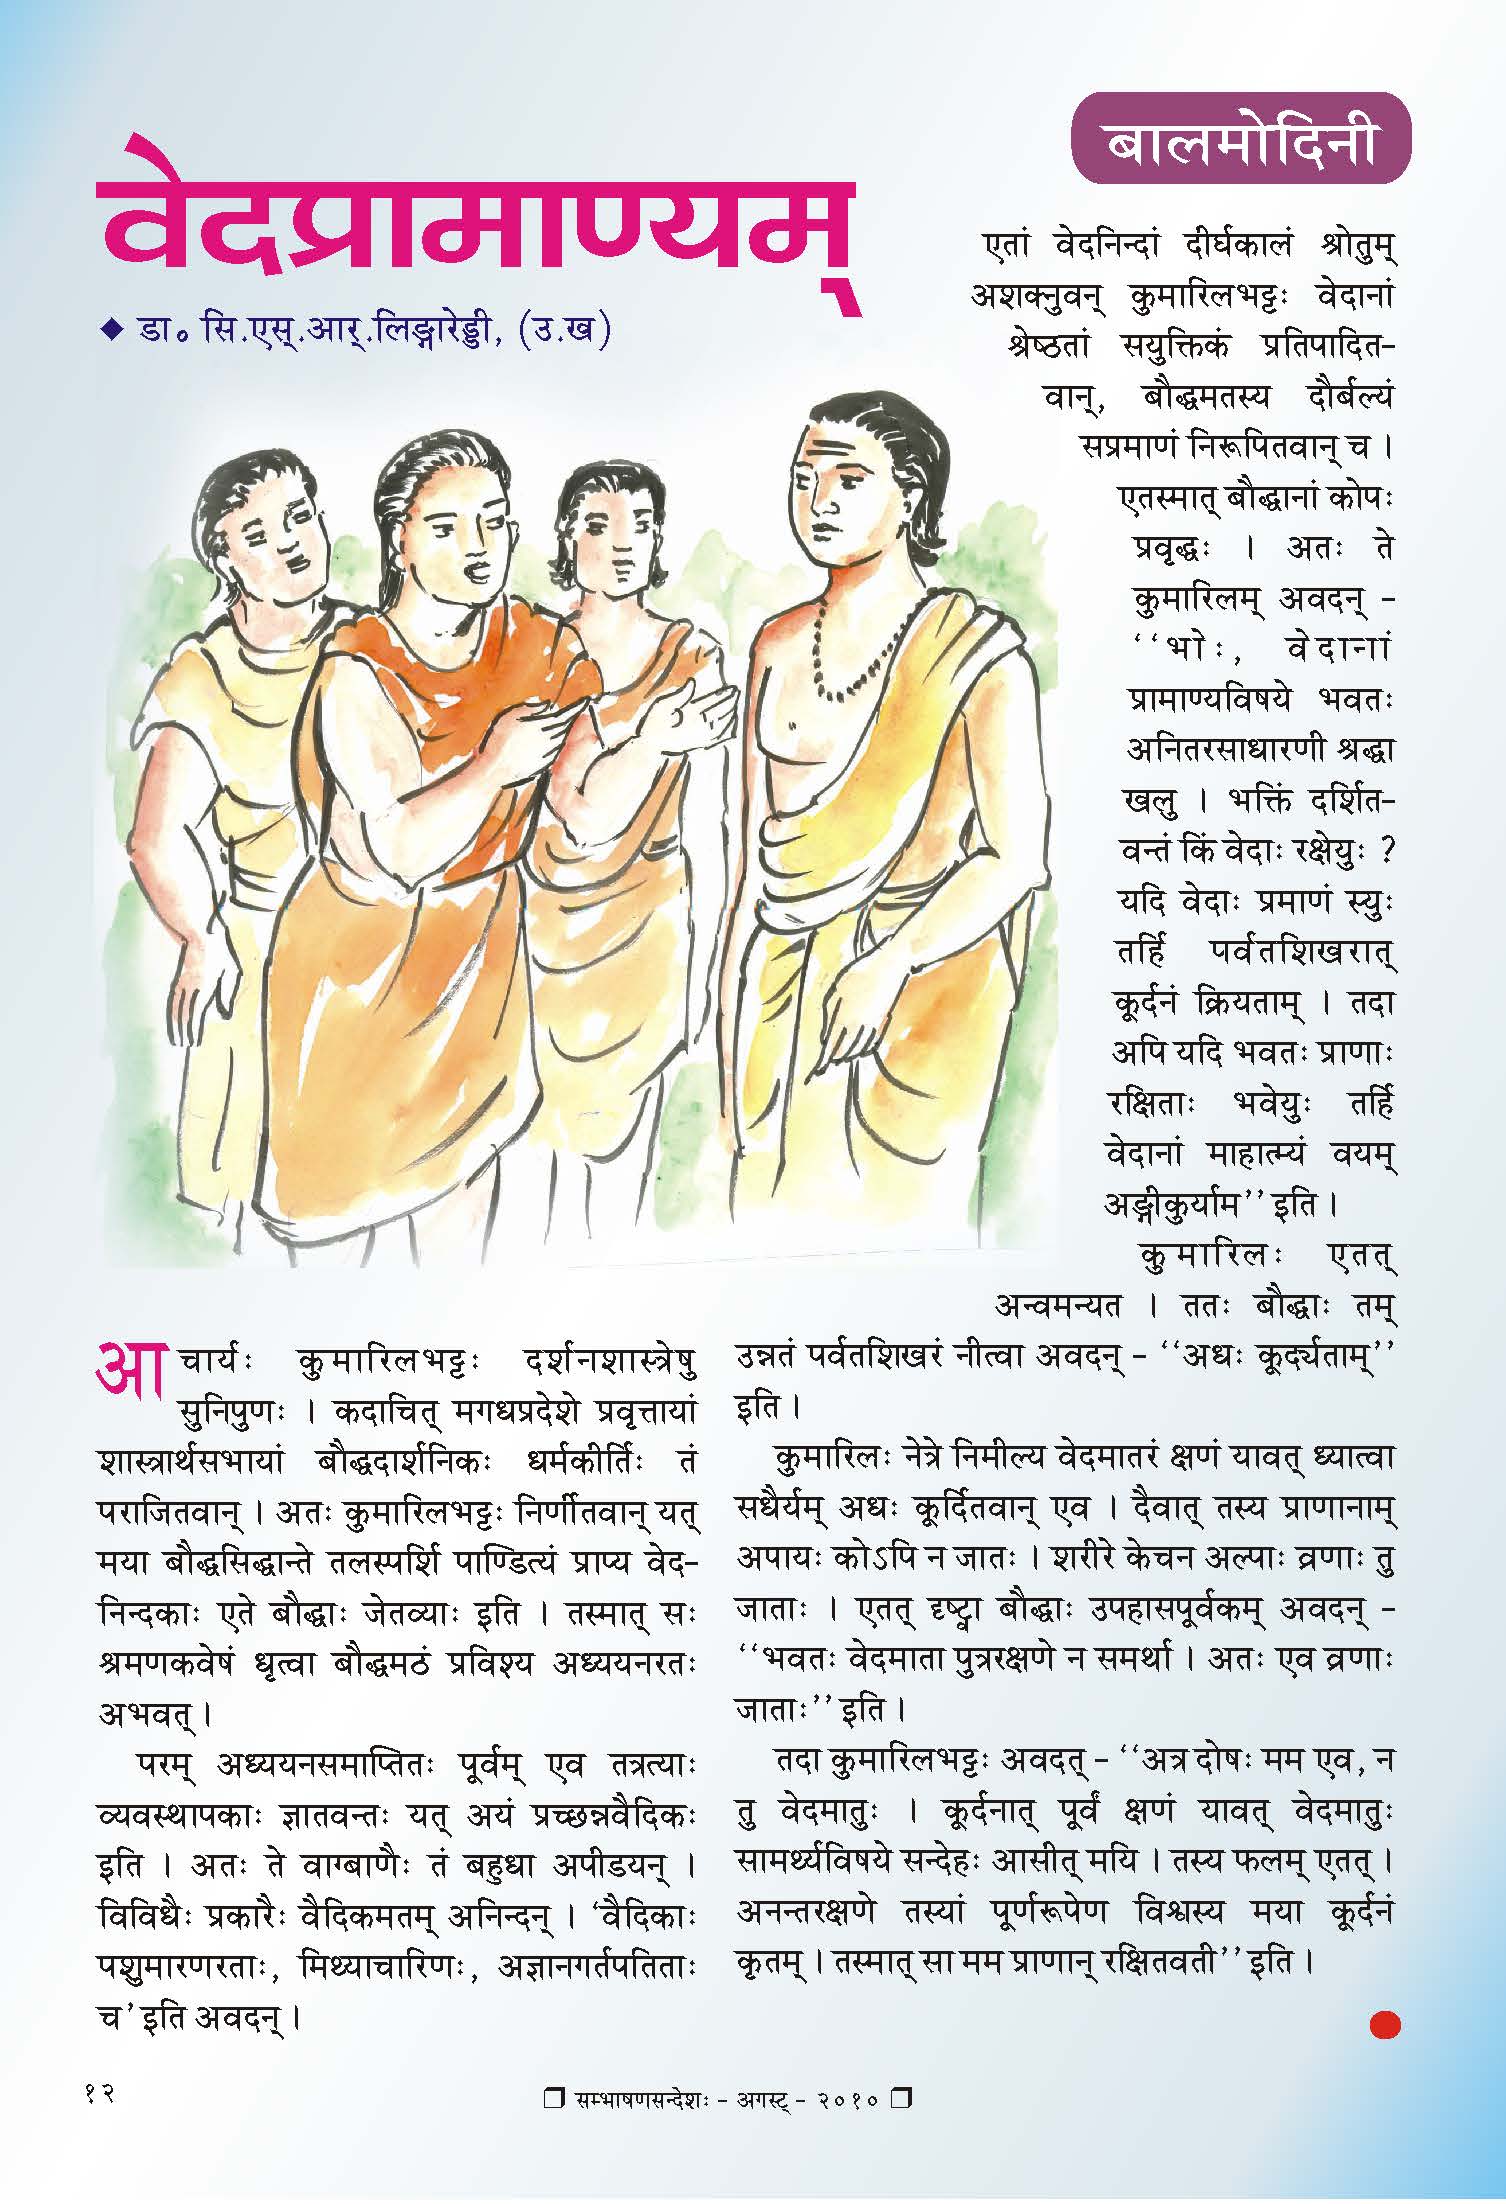 बालमोदिनी
वेदप्रामाण्यम्
◆ डा॰ सि.एस्.आर्.लिङ्गारेड्डी, (उ.ख)
आचार्यः कुमारिलभट्टः दर्शनशास्त्रेषु
सुनिपुणः । कदाचित् मगधप्रदेशे प्रवृत्तायां
शास्त्रार्थसभायां बौद्धदार्शनिकः धर्मकीर्तिः तं
पराजितवान् । अतः कुमारिलभट्टः निर्णीतवान् यत्
मया बौद्धसिद्धान्ते तलस्पर्शि पाण्डित्यं प्राप्य वेद-
निन्दकाः एते बौद्धाः जेतव्याः इति । तस्मात् सः
श्रमणकवेषं धृत्वा बौद्धमठं प्रविश्य अध्ययनरतः
अभवत् ।
परम् अध्ययनसमाप्तितः पूर्वम् एव तत्रत्याः
व्यवस्थापकाः ज्ञातवन्तः यत् अयं प्रच्छन्नवैदिकः
इति । अतः ते वाग्बाणैः तं बहुधा अपीडयन् ।
विविधैः प्रकारैः वैदिकमतम् अनिन्दन् । ‘वैदिकाः
पशुमारणरताः, मिथ्याचारिणः, अज्ञानगर्तपतिताः
च’ इति अवदन् ।
एतां वेदनिन्दां दीर्घकालं श्रोतुम्
अशक्नुवन् कुमारिलभट्टः वेदानां
श्रेष्ठतां सयुक्तिकं प्रतिपादित-
वान्, बौद्धमतस्य दौर्बल्यं
सप्रमाणं निरूपितवान् च ।
एतस्मात् बौद्धानां कोपः
प्रवृद्धः । अतः ते
कुमारिलम् अवदन् -
‘‘भोः, वेदानां
प्रामाण्यविषये भवतः
अनितरसाधारणी श्रद्धा
खलु । भक्तिं दर्शित-
वन्तं किं वेदाः रक्षेयुः ?
यदि वेदाः प्रमाणं स्युः
तर्हि पर्वतशिखरात्
कूर्दनं क्रियताम् । तदा
अपि यदि भवतः प्राणाः
रक्षिताः भवेयुः तर्हि
वेदानां माहात्म्यं वयम्
अङ्गीकुर्याम’’ इति ।
कुमारिलः एतत्
अन्वमन्यत । ततः बौद्धाः तम्
उन्नतं पर्वतशिखरं नीत्वा अवदन् - ‘‘अधः कूर्द्यताम्’’
इति ।
कुमारिलः नेत्रे निमील्य वेदमातरं क्षणं यावत् ध्यात्वा
सधैर्यम् अधः कूर्दितवान् एव । दैवात् तस्य प्राणानाम्
अपायः कोऽपि न जातः । शरीरे केचन अल्पाः व्रणाः तु
जाताः । एतत् दृष्ट्वा बौद्धाः उपहासपूर्वकम् अवदन् -
‘‘भवतः वेदमाता पुत्ररक्षणे न समर्था । अतः एव व्रणाः
जाताः’’ इति ।
तदा कुमारिलभट्टः अवदत् - ‘‘अत्र दोषः मम एव, न
तु वेदमातुः । कूर्दनात् पूर्वं क्षणं यावत् वेदमातुः
सामर्थ्यविषये सन्देहः आसीत् मयि । तस्य फलम् एतत् ।
अनन्तरक्षणे तस्यां पूर्णरूपेण विश्वस्य मया कूर्दनं
कृतम् । तस्मात् सा मम प्राणान् रक्षितवती’’ इति ।
१२
❒ सम्भाषणसन्देशः - अगस्ट् - २०१० ❒